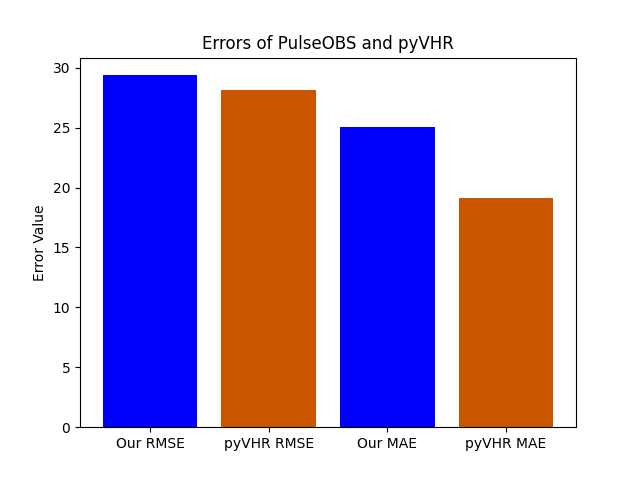 Errors of PulseOBS and pyVHR
Error Value
30
25
20
15
10
5
0
Our RMSE
pyVHR RMSE
Our MAE
pyVHR MAE